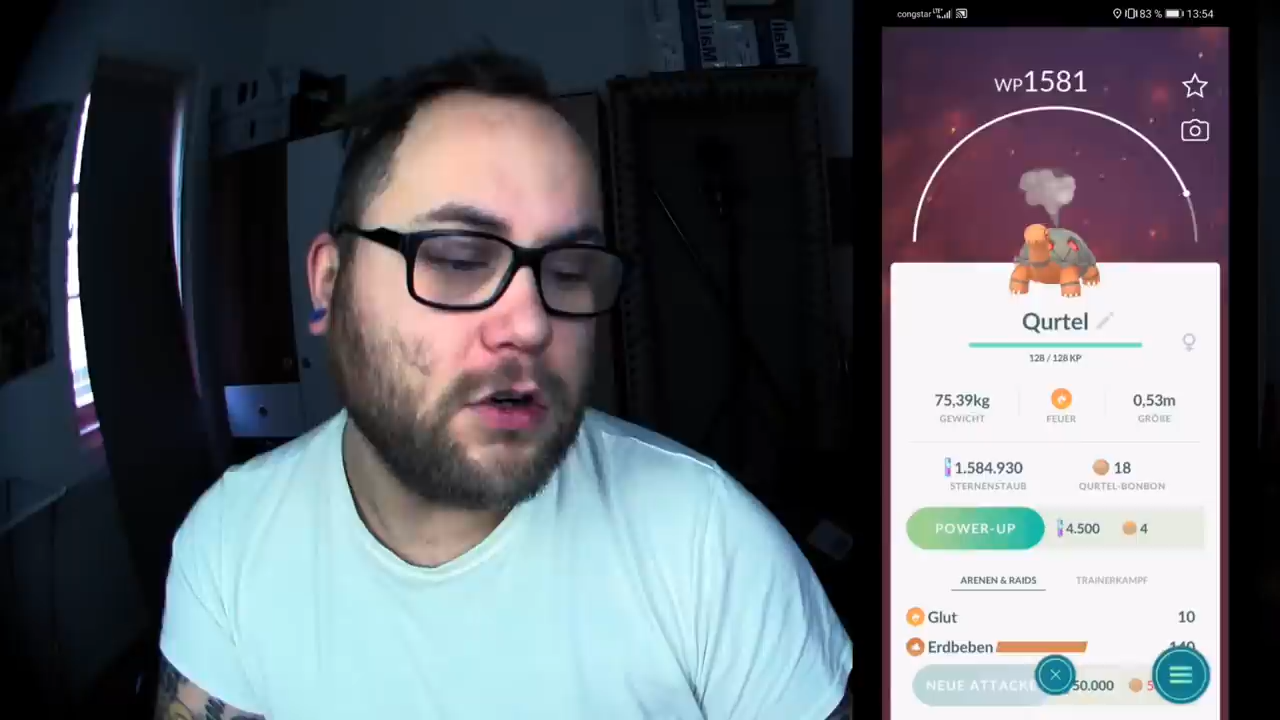 congstar 83 % 13:54
WP1581
Qurtel
128 / 128 KP
75,39kg FEUER 0,53m
GEWICHT GRÖßE
1.584.930 18
STERNENSTAUB QURTEL-BONBON
POWER-UP 4.500 4
ARENEN & RAIDS TRAINERKAMPF
Glut 10
Erdbeben 140
NEUE ATTACKE 50.000